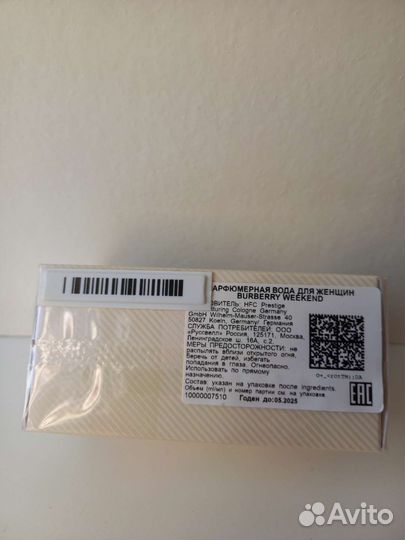 АРФЮМЕРНАЯ ВОДА ДЛЯ ЖЕНЩИН
BURBERRY WEEKEND
ОВИТЕЛЬ: HFC Prestige
turing Cologne Germany
GmbH Wilhelm-Mauser-Strasse 40
50827 Koeln, Germany/ Германия
СЛУЖБА ПОТРЕБИТЕЛЕЙ: ООО
«Руссвелл» Россия, 125171, Москва,
Ленинградское ш. 16А, с.2.
МЕРЫ ПРЕДОСТОРОЖНОСТИ: не
распылять вблизи открытого огня,
Беречь от детей, избегать
попадания в глаза. Огнеопасно.
Использовать по прямому
назначению.
Состав: указан на упаковке после ingredients.
Объем (ml/мл) и номер партии см. на упаковке.
10000007510 Годен до:05.2025
EAC
Avito